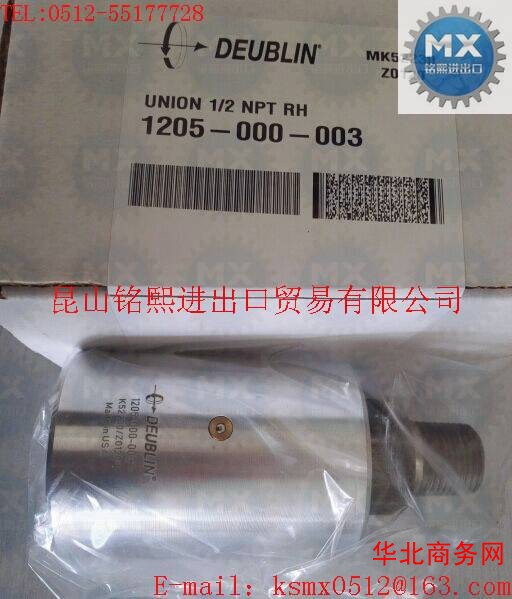 TEL:0512-55177728
DEUBLIN
MX
铭熙进出口
UNION 1/2 NPT RH
1205-000-003
昆山铭熙进出口贸易有限公司
DEUBLIN
华北商务网
E-mail: ksmx0512@163.com